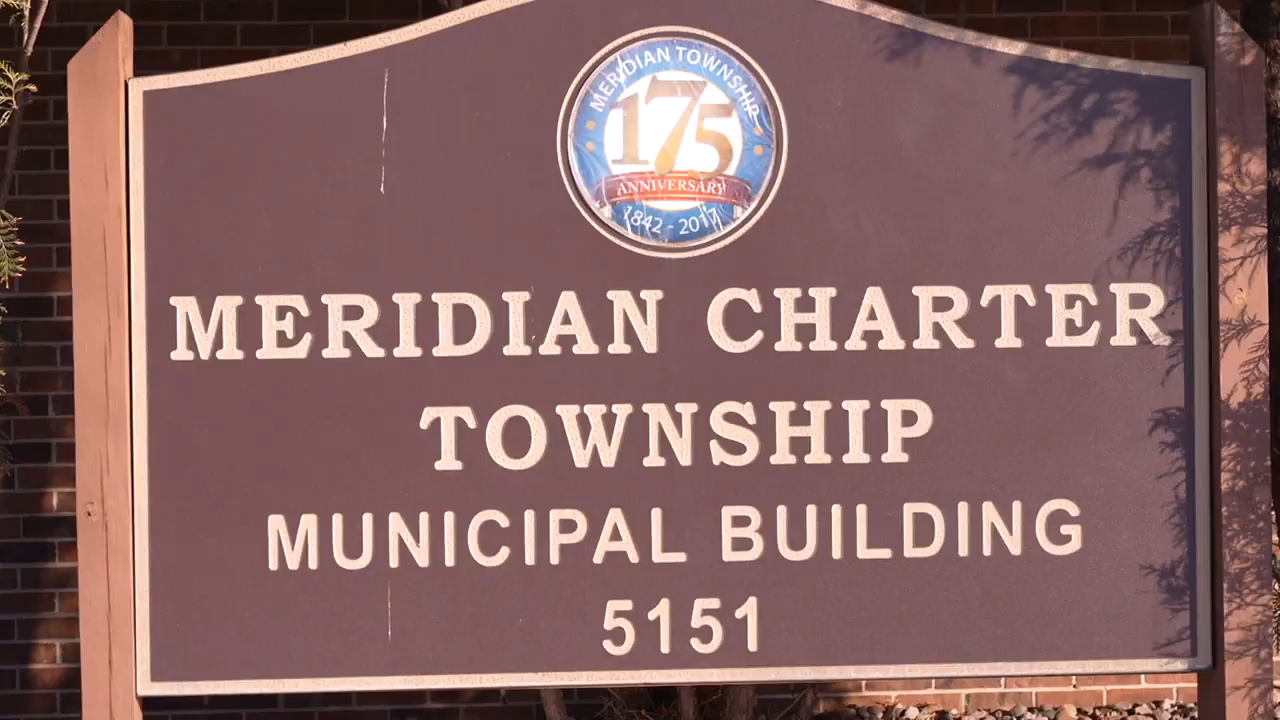 MERIDIAN TOWNSHIP
175
ANNIVERSARY
1842 - 2017
MERIDIAN CHARTER
TOWNSHIP
MUNICIPAL BUILDING
5151